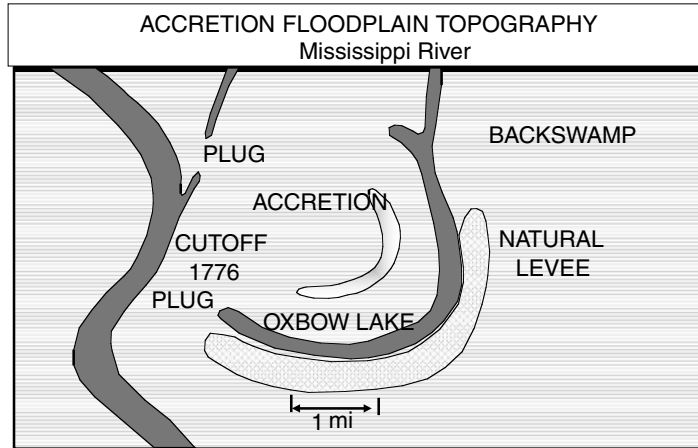 ACCRETION FLOODPLAIN TOPOGRAPHY
Mississippi River
BACKSWAMP
PLUG
ACCRETION
CUTOFF
1776
NATURAL
LEVEE
PLUG
OXBOW LAKE
1 mi